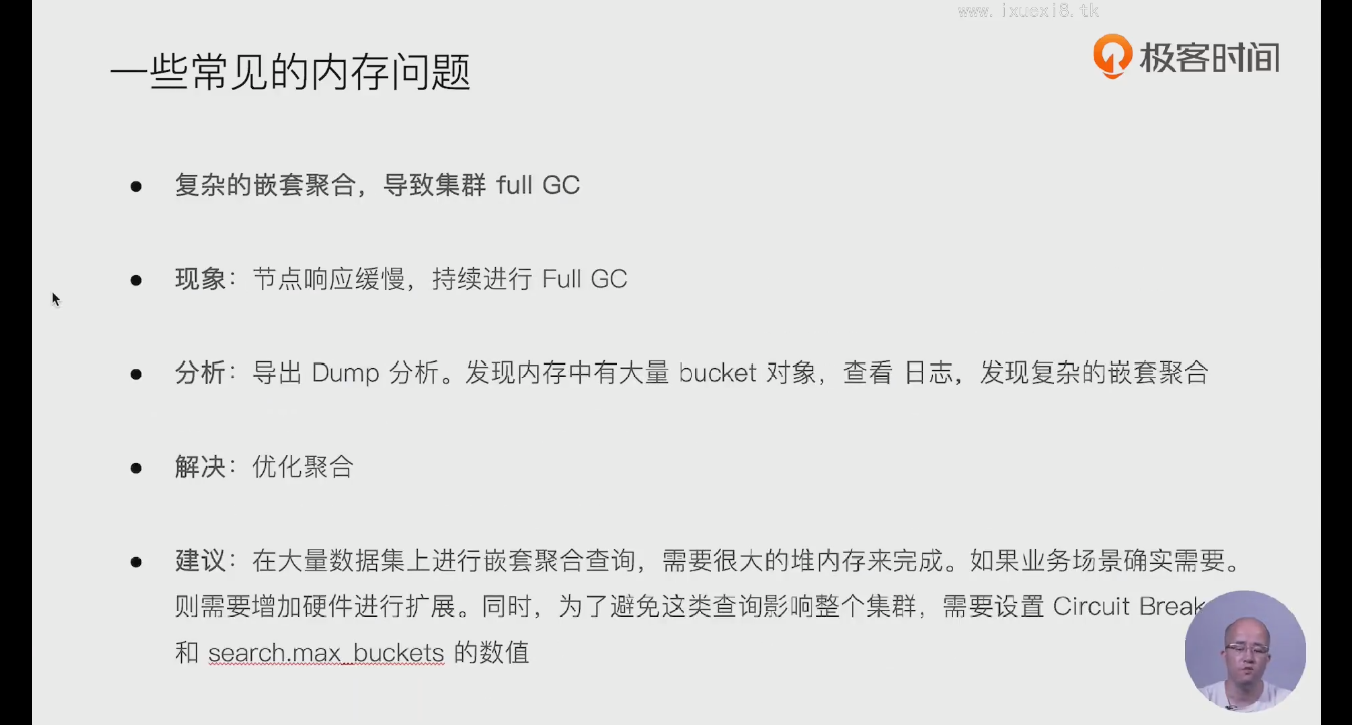 www.ixuexi8.tk
极客时间
一些常见的内存问题
● 复杂的嵌套聚合，导致集群 full GC
● 现象：节点响应缓慢，持续进行 Full GC
● 分析：导出 Dump 分析。发现内存中有大量 bucket 对象，查看 日志，发现复杂的嵌套聚合
● 解决：优化聚合
● 建议：在大量数据集上进行嵌套聚合查询，需要很大的堆内存来完成。如果业务场景确实需要。
则需要增加硬件进行扩展。同时，为了避免这类查询影响整个集群，需要设置 Circuit Break
和 search.max_buckets 的数值